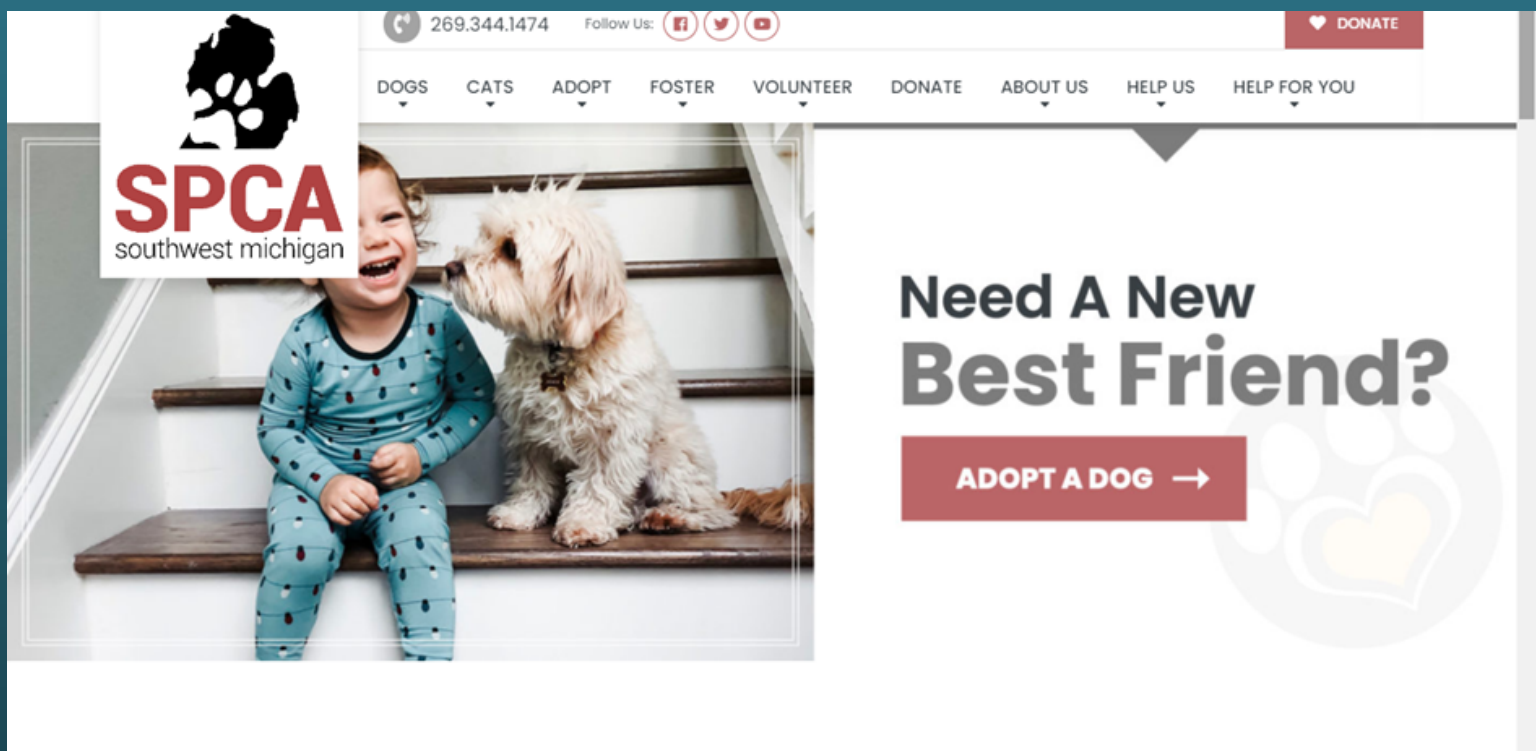 269.344.1474
Follow Us:
DONATE
DOGS
CATS
ADOPT
FOSTER
VOLUNTEER
DONATE
ABOUT US
HELP US
HELP FOR YOU
SPCA
southwest michigan
Need A New
Best Friend?
ADOPT A DOG →